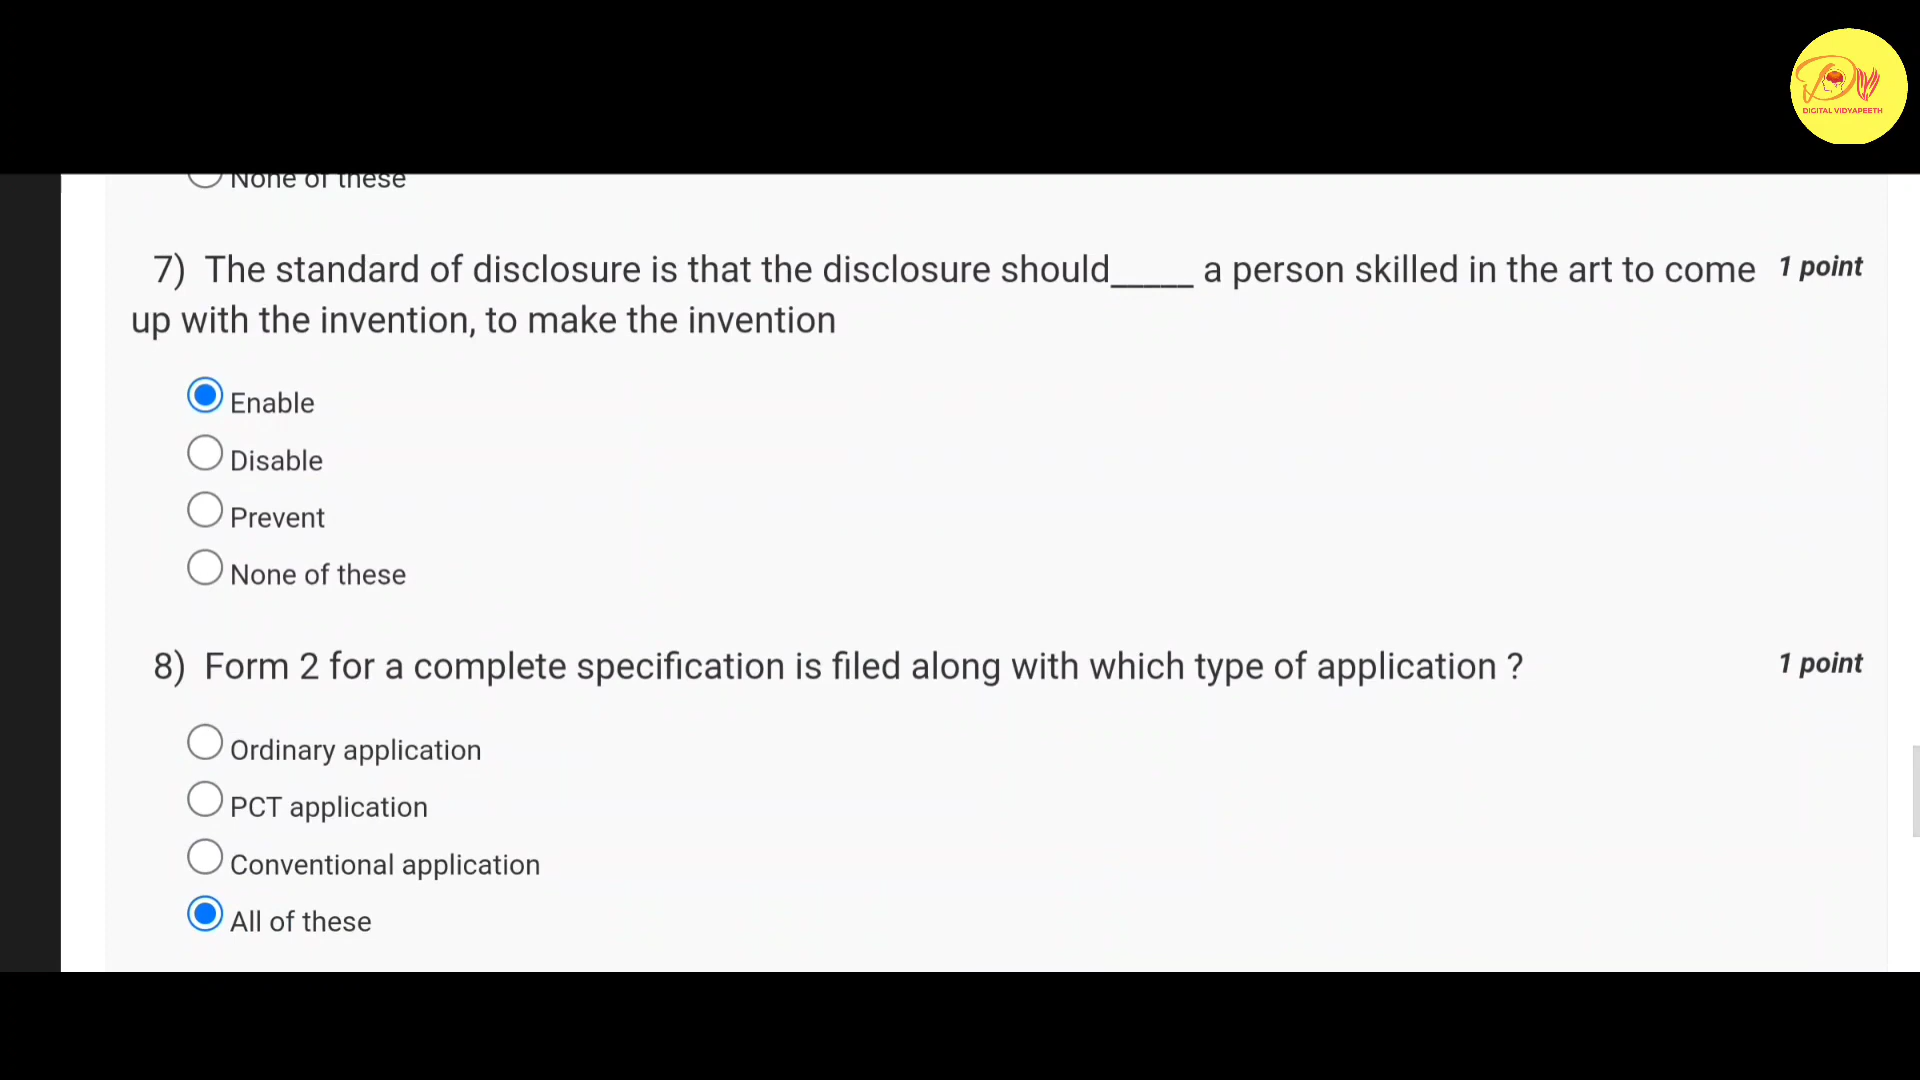 DIGITAL VIDYAPEETH
None of these
7) The standard of disclosure is that the disclosure should_____ a person skilled in the art to come 1 point
up with the invention, to make the invention
Enable
Disable
Prevent
None of these
8) Form 2 for a complete specification is filed along with which type of application ? 1 point
Ordinary application
PCT application
Conventional application
All of these